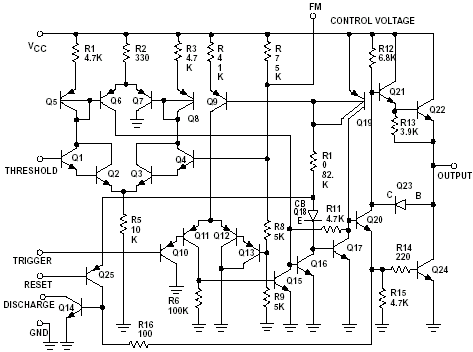 FM
CONTROL VOLTAGE
VCC
R1
4.7K
R2
330
R3
4.7
K
R
4
1
K
R
7
5
K
R12
6.8K
Q5
Q6
Q7
Q8
Q9
Q19
Q21
Q22
R13
3.9K
Q1
Q2
Q3
Q4
THRESHOLD
R1
0
82.
K
OUTPUT
Q23
C B
CB
Q18
E
R11
4.7K
Q20
R5
10
K
R8
5K
Q11
Q12
Q10
Q13
TRIGGER
Q17
Q16
R14
220
Q24
Q25
RESET
DISCHARGE
Q14
R6
100K
R9
5K
Q15
R15
4.7K
GND
R16
100